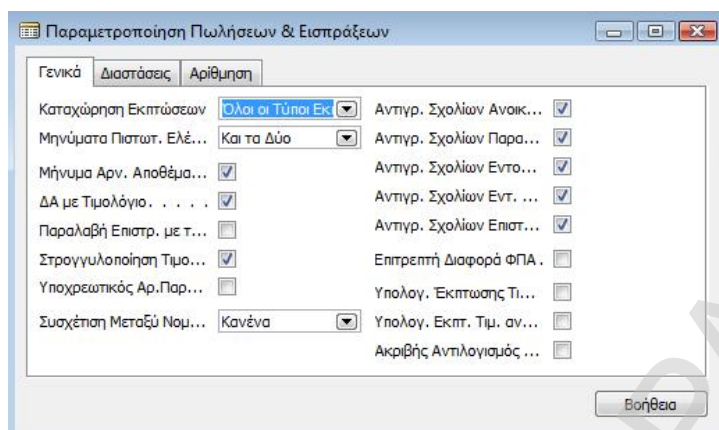 Παραμετροποίηση Πωλήσεων & Εισπράξεων
Γενικά Διαστάσεις Αρίθμηση
Καταχώρηση Εκπτώσεων Όλοι οι Τύποι Εκ
Μηνύματα Πιστωτ. Ελέ... Και τα Δύο
Μήνυμα Αρν. Αποθέμα...
ΔΑ με Τιμολόγιο. . . . .
Παραλαβή Επιστρ. με τ...
Στρογγυλοποίηση Τιμο...
Υποχρεωτικός Αρ.Παρ...
Συσχέτιση Μεταξύ Νομ... Κανένα
Αντιγρ. Σχολίων Ανοικ...
Αντιγρ. Σχολίων Παρα...
Αντιγρ. Σχολίων Εντο...
Αντιγρ. Σχολίων Εντ. ...
Αντιγρ. Σχολίων Επιστ...
Επιτρεπτή Διαφορά ΦΠΑ .
Υπολογ. Έκπτωσης Τι...
Υπολογ. Εκπτ. Τιμ. αν...
Ακριβής Αντιλογισμός ...
Βοήθεια